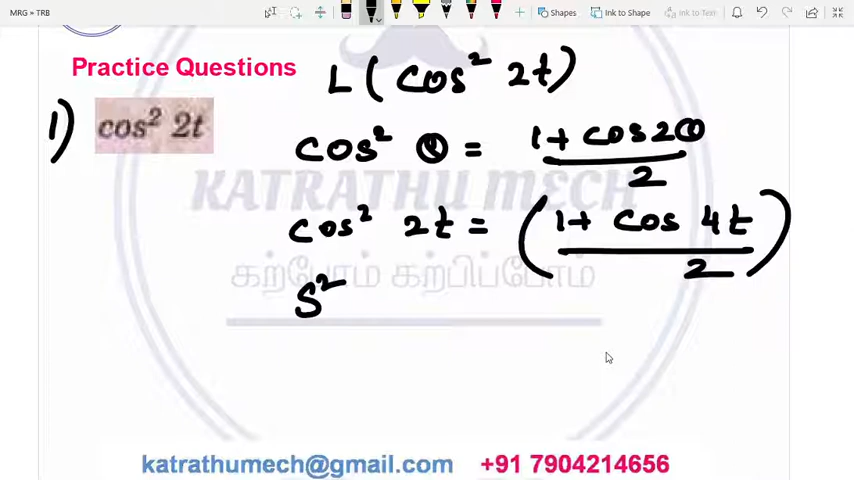 MRG » TRB
Shapes Ink to Shape Ink to Text
Practice Questions
L(cos² 2t)
1) cos² 2t
cos² θ = 1+cos2θ / 2
KATRATHU MECH
cos² 2t = (1+ cos 4t / 2)
கற்போம் கற்பிப்போம்
S²
katrathumech@gmail.com +91 7904214656